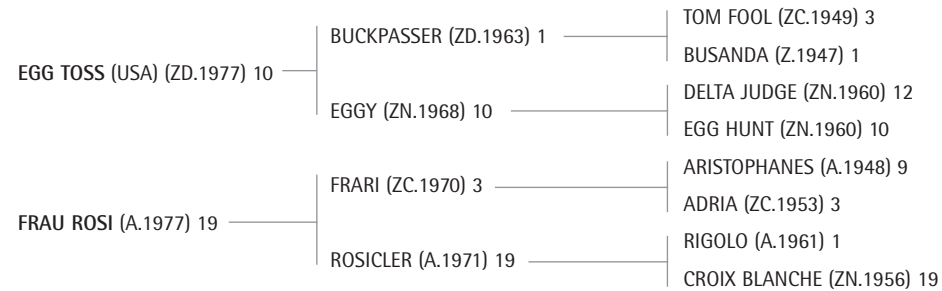 TOM FOOL (ZC.1949) 3
BUCKPASSER (ZD.1963) 1
BUSANDA (Z.1947) 1
EGG TOSS (USA) (ZD.1977) 10
DELTA JUDGE (ZN.1960) 12
EGGY (ZN.1968) 10
EGG HUNT (ZN.1960) 10
ARISTOPHANES (A.1948) 9
FRARI (ZC.1970) 3
ADRIA (ZC.1953) 3
FRAU ROSI (A.1977) 19
RIGOLO (A.1961) 1
ROSICLER (A.1971) 19
CROIX BLANCHE (ZN.1956) 19